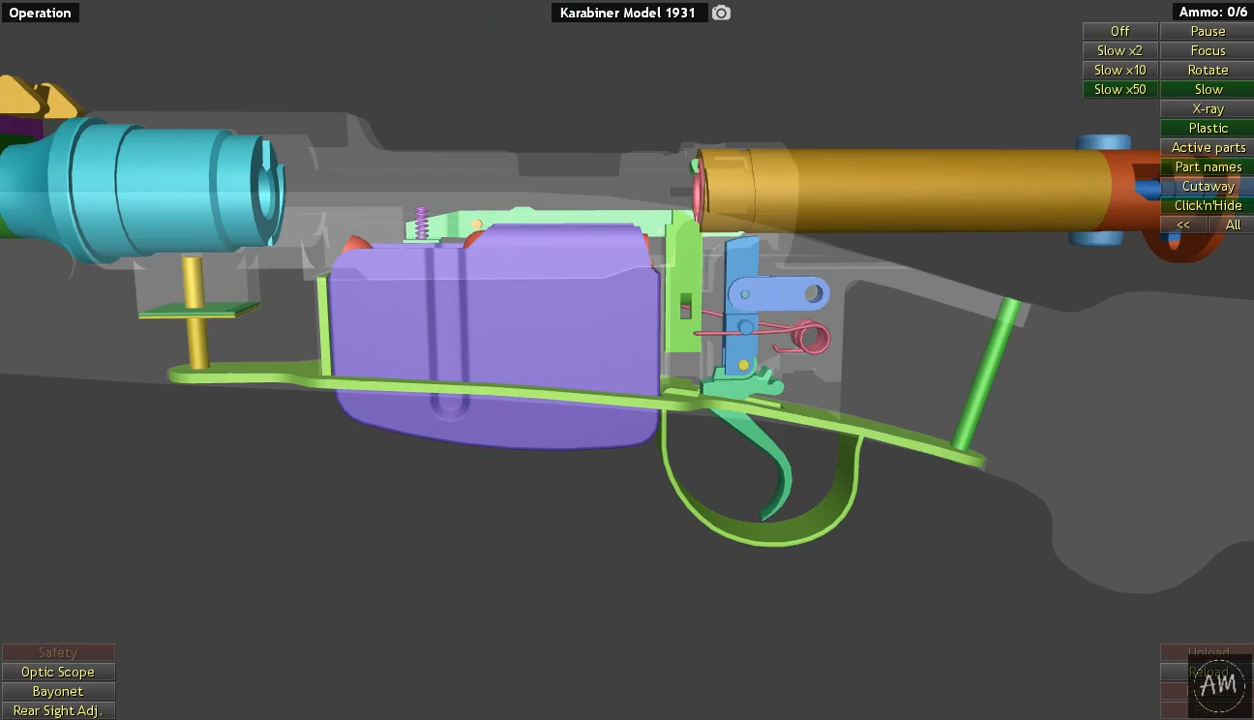 Operation
Karabiner Model 1931
Ammo: 0/6
Off
Pause
Slow x2
Focus
Slow x10
Rotate
Slow x50
Slow
X-ray
Plastic
Active parts
Part names
Cutaway
Click'n'Hide
<<
All
Safety
Optic Scope
Bayonet
Rear Sight Adj.
Unload
AM